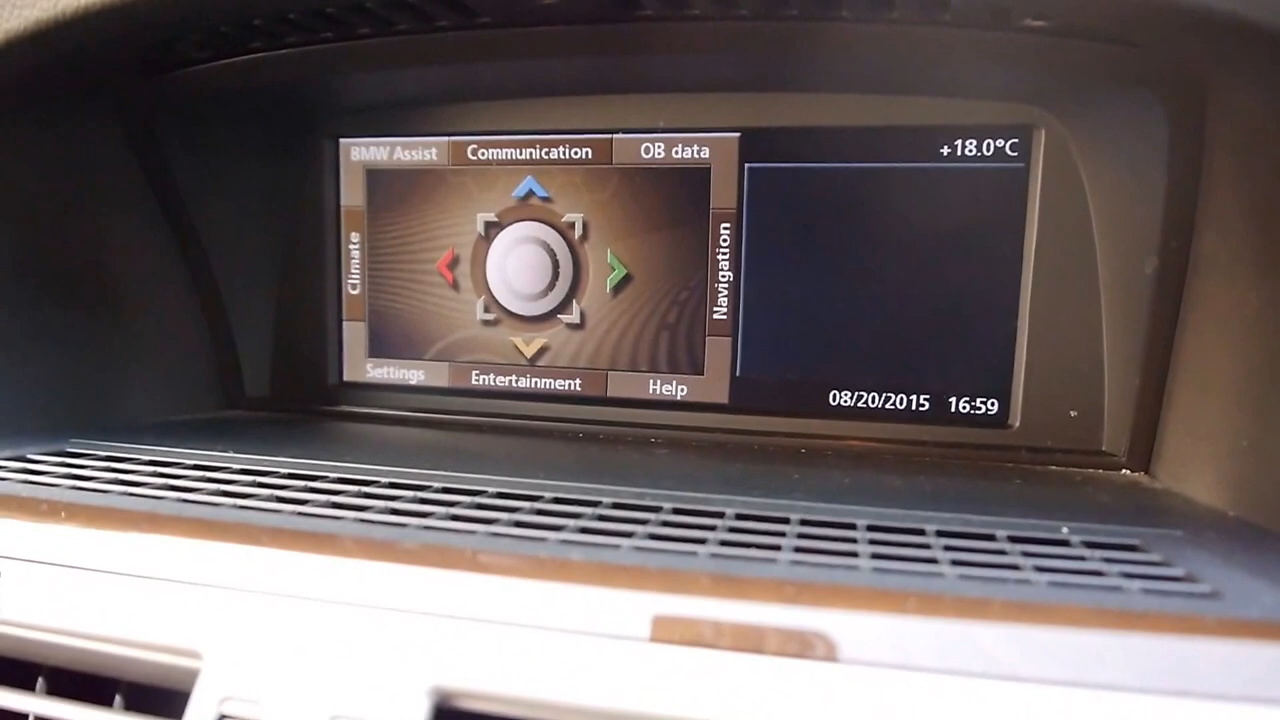 BMW Assist Communication OB data +18.0°C
Climate
Navigation
Settings Entertainment Help
08/20/2015 16:59